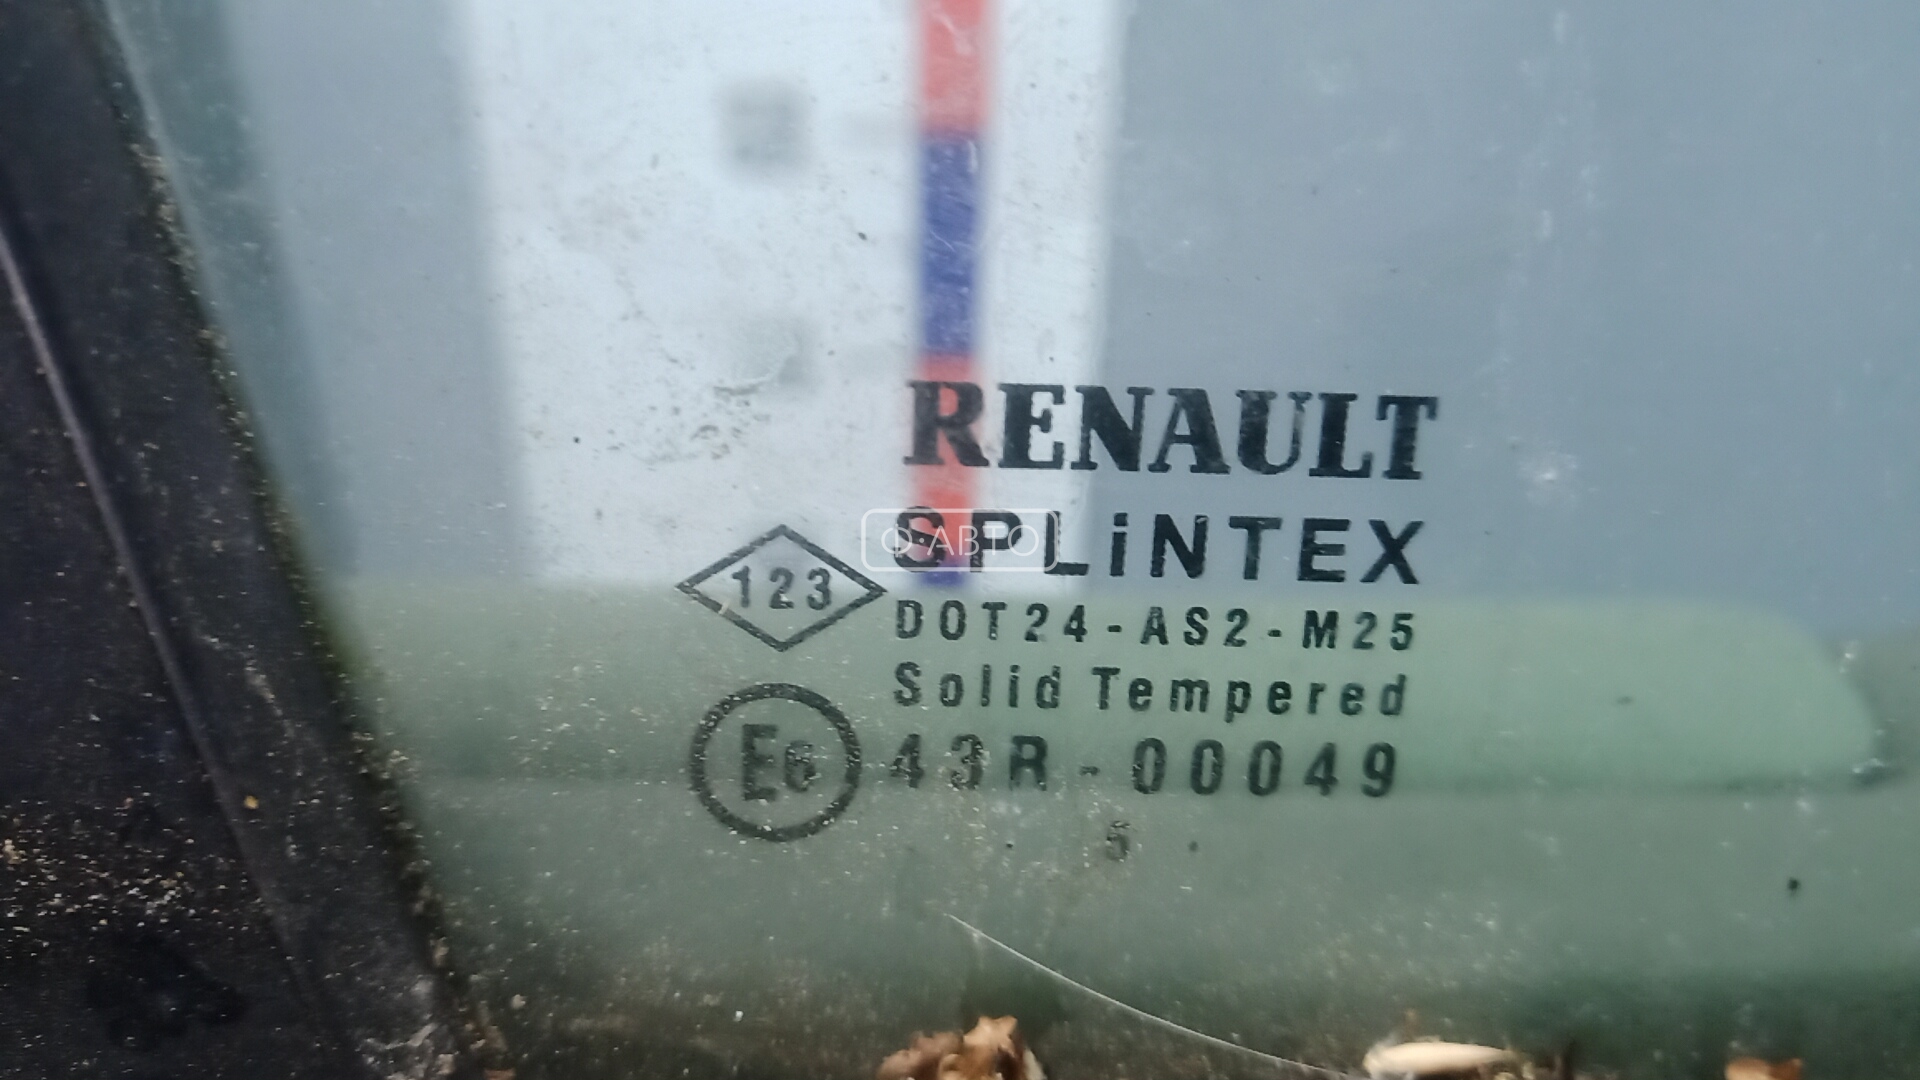 RENAULT
SPLiNTEX
О АВТО
123
DOT24-AS2-M25
Solid Tempered
E6 43R-00049
5